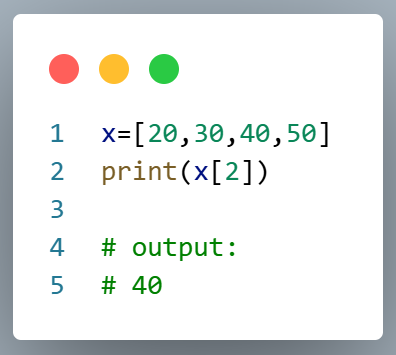 1 x=[20,30,40,50]
2 print(x[2])
3
4 # output:
5 # 40